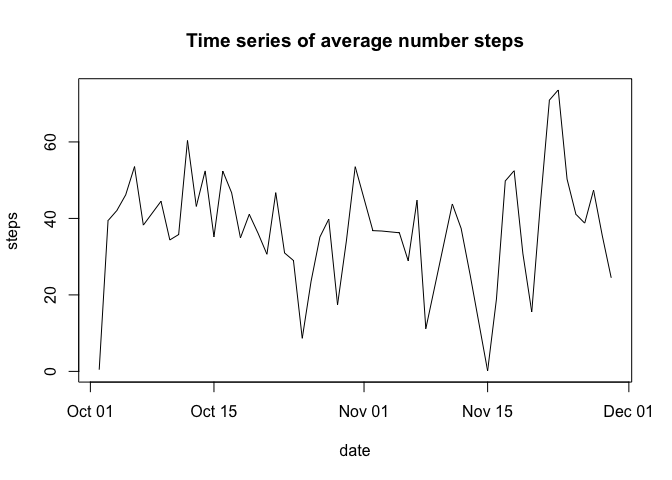 Time series of average number steps
steps
60
40
20
0
Oct 01
Oct 15
Nov 01
Nov 15
Dec 01
date